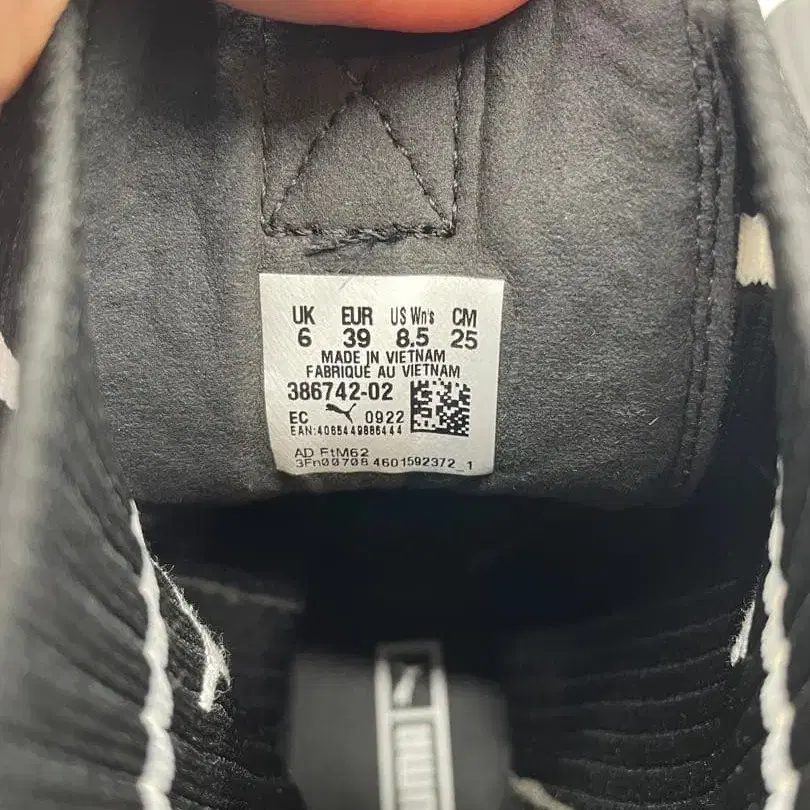 UK EUR US Wn's CM
6 39 8.5 25
MADE IN VIETNAM
FABRIQUÉ AU VIETNAM
386742-02
EC 0922
EAN:4065449886444
AD FtM62
3Fn00708 4601592372_1